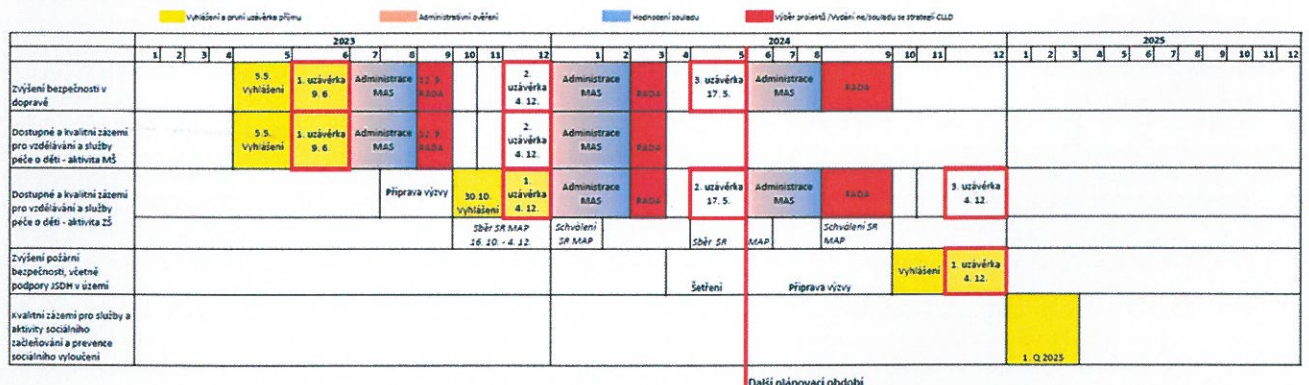 Vyhlášení a první uzávěrka příjmu
Administrativní ověření
Hodnocení souladu
Výběr projektů /Vydání ne/souladu se strategií CLLD
2023 2024 2025
1 2 3 4 5 6 7 8 9 10 11 12 1 2 3 4 5 6 7 8 9 10 11 12 1 2 3 4 5 6 7 8 9 10 11 12
Zvýšení bezpečnosti v
dopravě
5.5.
Vyhlášení
1. uzávěrka
9. 6.
Administrace
MAS
12. 9.
RADA
2.
uzávěrka
4. 12.
Administrace
MAS
RADA
3. uzávěrka
17. 5.
Administrace
MAS
RADA
Dostupné a kvalitní zázemí
pro vzdělávání a služby
péče o děti - aktivita MŠ
5.5.
Vyhlášení
1. uzávěrka
9. 6.
Administrace
MAS
12. 9.
RADA
2.
uzávěrka
4. 12.
Administrace
MAS
RADA
Dostupné a kvalitní zázemí
pro vzdělávání a služby
péče o děti - aktivita ZŠ
Příprava výzvy
30.10.
Vyhlášení
1.
uzávěrka
4. 12.
Administrace
MAS
RADA
2. uzávěrka
17. 5.
Administrace
MAS
RADA
3. uzávěrka
4. 12.
Sběr SR MAP
16. 10. - 4. 12.
Schválení
SR MAP
Sběr SR MAP
Schválení SR
MAP
Zvýšení požární
bezpečnosti, včetně
podpory JSDH v území
Šetření
Příprava výzvy
Vyhlášení
1. uzávěrka
4. 12.
Kvalitní zázemí pro služby a
aktivity sociálního
začleňování a prevence
sociálního vyloučení
1. Q 2025
Další plánovací období